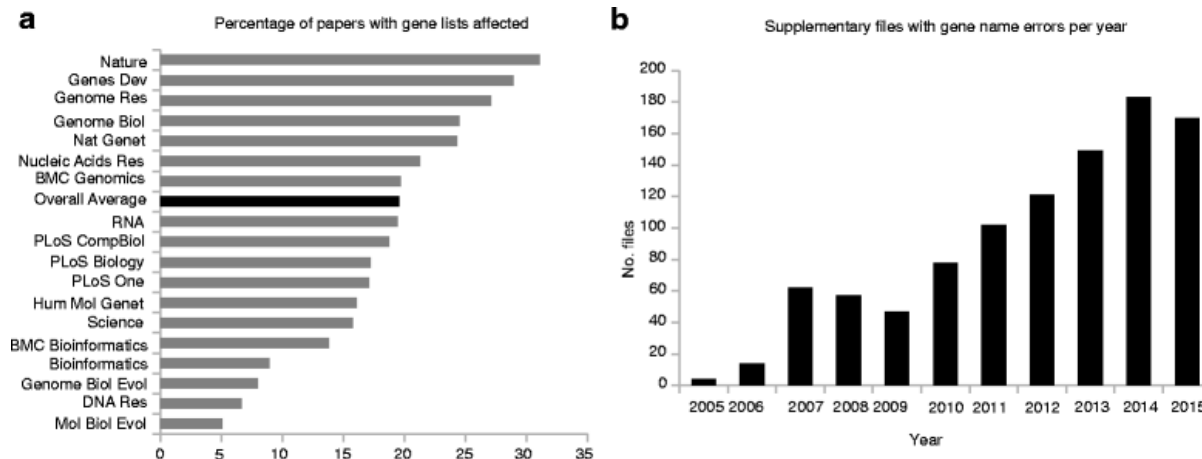 a
Percentage of papers with gene lists affected
Nature
Genes Dev
Genome Res
Genome Biol
Nat Genet
Nucleic Acids Res
BMC Genomics
Overall Average
RNA
PLoS CompBiol
PLoS Biology
PLoS One
Hum Mol Genet
Science
BMC Bioinformatics
Bioinformatics
Genome Biol Evol
DNA Res
Mol Biol Evol
0 5 10 15 20 25 30 35
b
Supplementary files with gene name errors per year
No. files
200
180
160
140
120
100
80
60
40
20
0
2005 2006 2007 2008 2009 2010 2011 2012 2013 2014 2015
Year